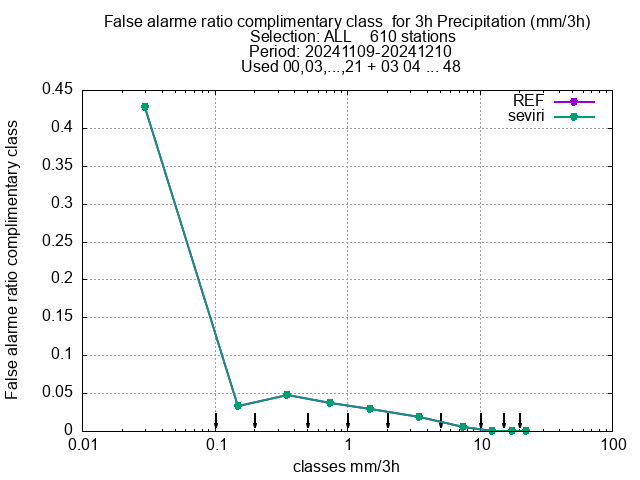 False alarme ratio complimentary class  for 3h Precipitation (mm/3h)
Selection: ALL    610 stations
Period: 20241109-20241210
Used 00,03,...,21 + 03 04 ... 48
REF
seviri
False alarme ratio complimentary class
0.45
0.4
0.35
0.3
0.25
0.2
0.15
0.1
0.05
0
0.01 0.1 1 10 100
classes mm/3h